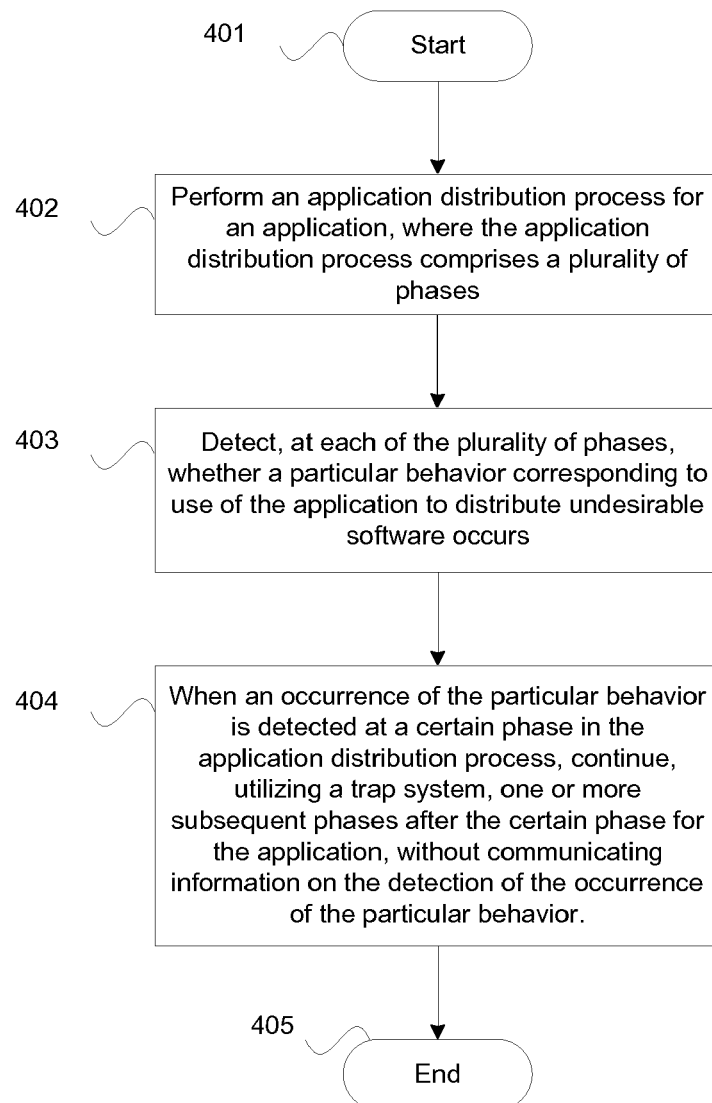 401
Start
402
Perform an application distribution process for
an application, where the application
distribution process comprises a plurality of
phases
403
Detect, at each of the plurality of phases,
whether a particular behavior corresponding to
use of the application to distribute undesirable
software occurs
404
When an occurrence of the particular behavior
is detected at a certain phase in the
application distribution process, continue,
utilizing a trap system, one or more
subsequent phases after the certain phase for
the application, without communicating
information on the detection of the occurrence
of the particular behavior.
405
End